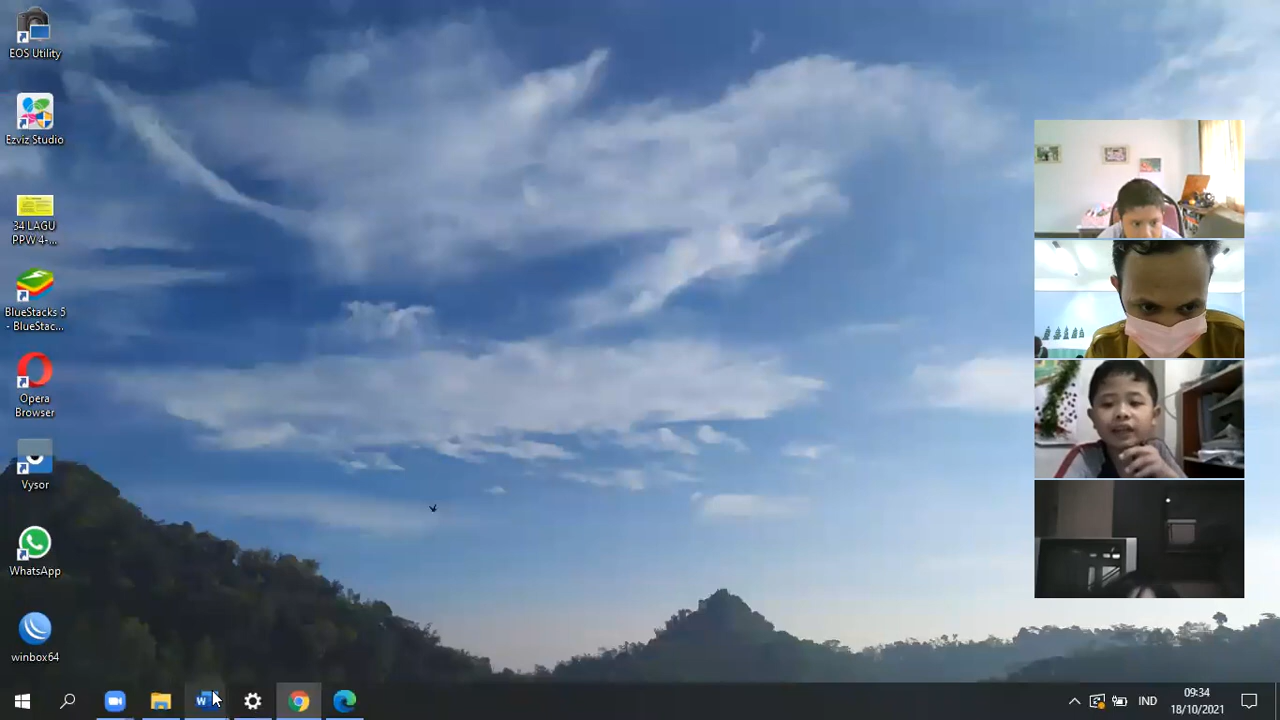 EOS Utility
Ezviz Studio
34 LAGU
PPW 4-...
BlueStacks 5
- BlueStac...
Opera
Browser
Vysor
WhatsApp
winbox64
W
IND
09:34
18/10/2021